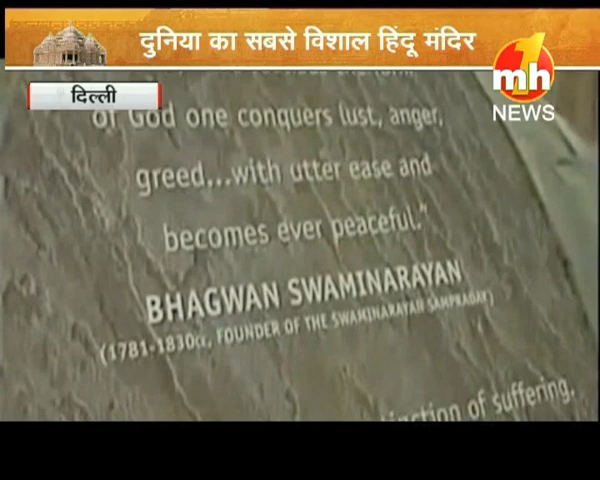 दुनिया का सबसे विशाल हिंदू मंदिर
1
mh
NEWS
दिल्ली
of God one conquers lust, anger,
greed...with utter ease and
becomes ever peaceful."
BHAGWAN SWAMINARAYAN
(1781-1830CE, FOUNDER OF THE SWAMINARAYAN SAMPRADAY)
of suffering.